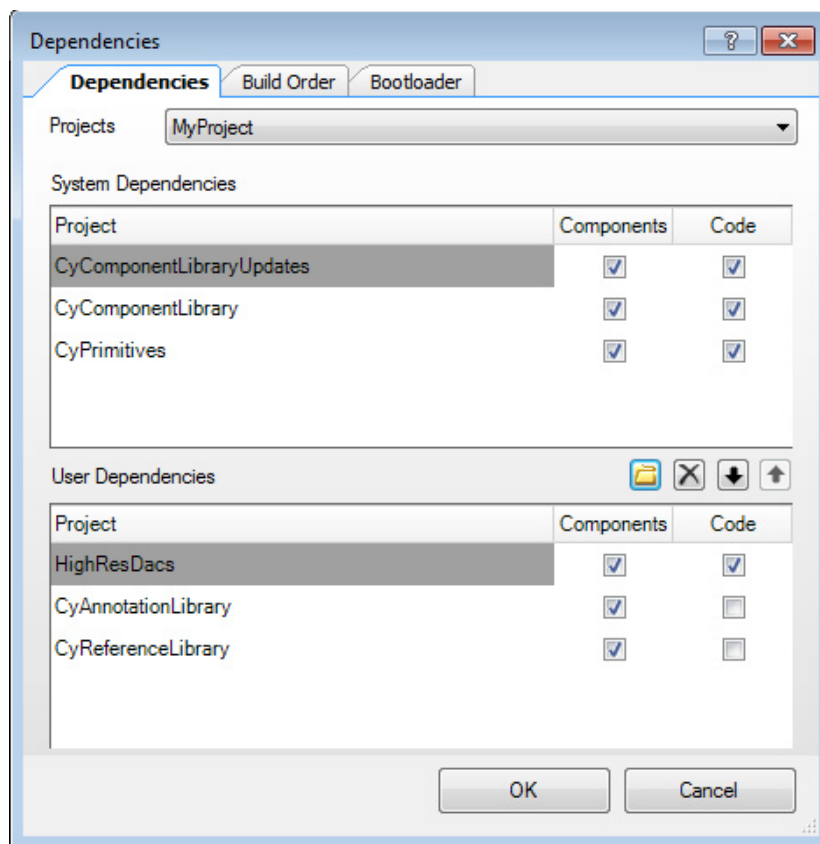 Dependencies
Dependencies Build Order Bootloader
Projects MyProject
System Dependencies
Project Components Code
CyComponentLibraryUpdates
CyComponentLibrary
CyPrimitives
User Dependencies
Project Components Code
HighResDacs
CyAnnotationLibrary
CyReferenceLibrary
OK Cancel